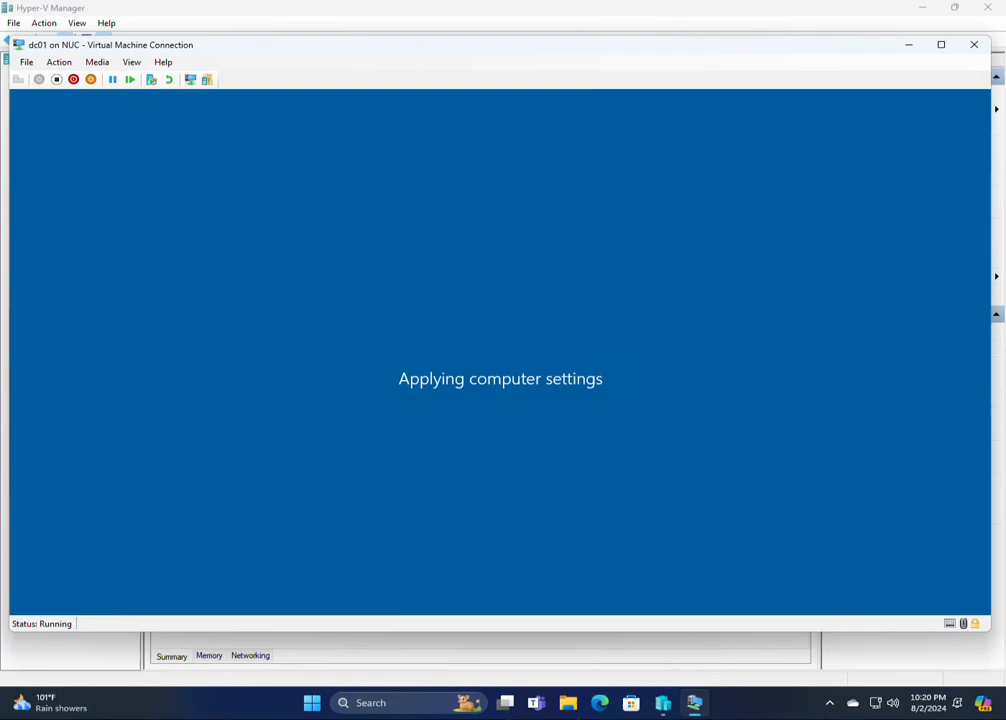 Hyper-V Manager
File Action View Help
dc01 on NUC - Virtual Machine Connection
File Action Media View Help
Applying computer settings
Status: Running
Summary Memory Networking
101°F
Rain showers
Search
10:20 PM
8/2/2024